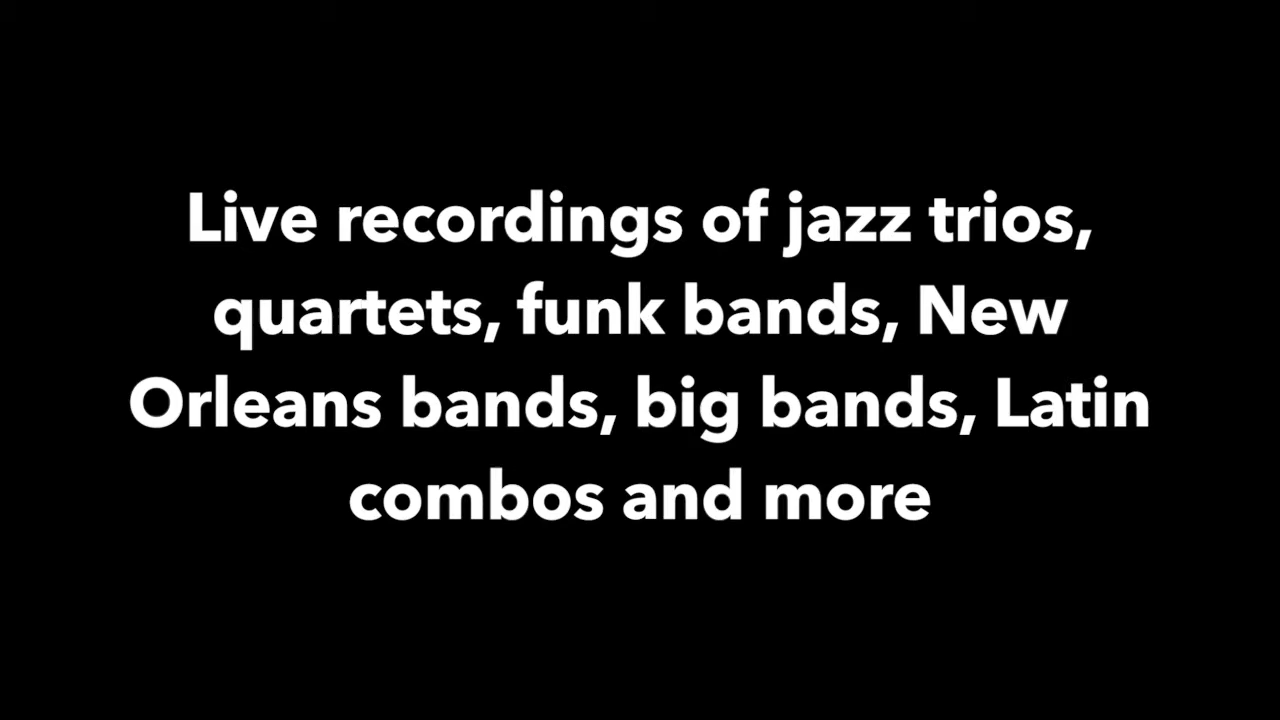 Live recordings of jazz trios,
quartets, funk bands, New
Orleans bands, big bands, Latin
combos and more